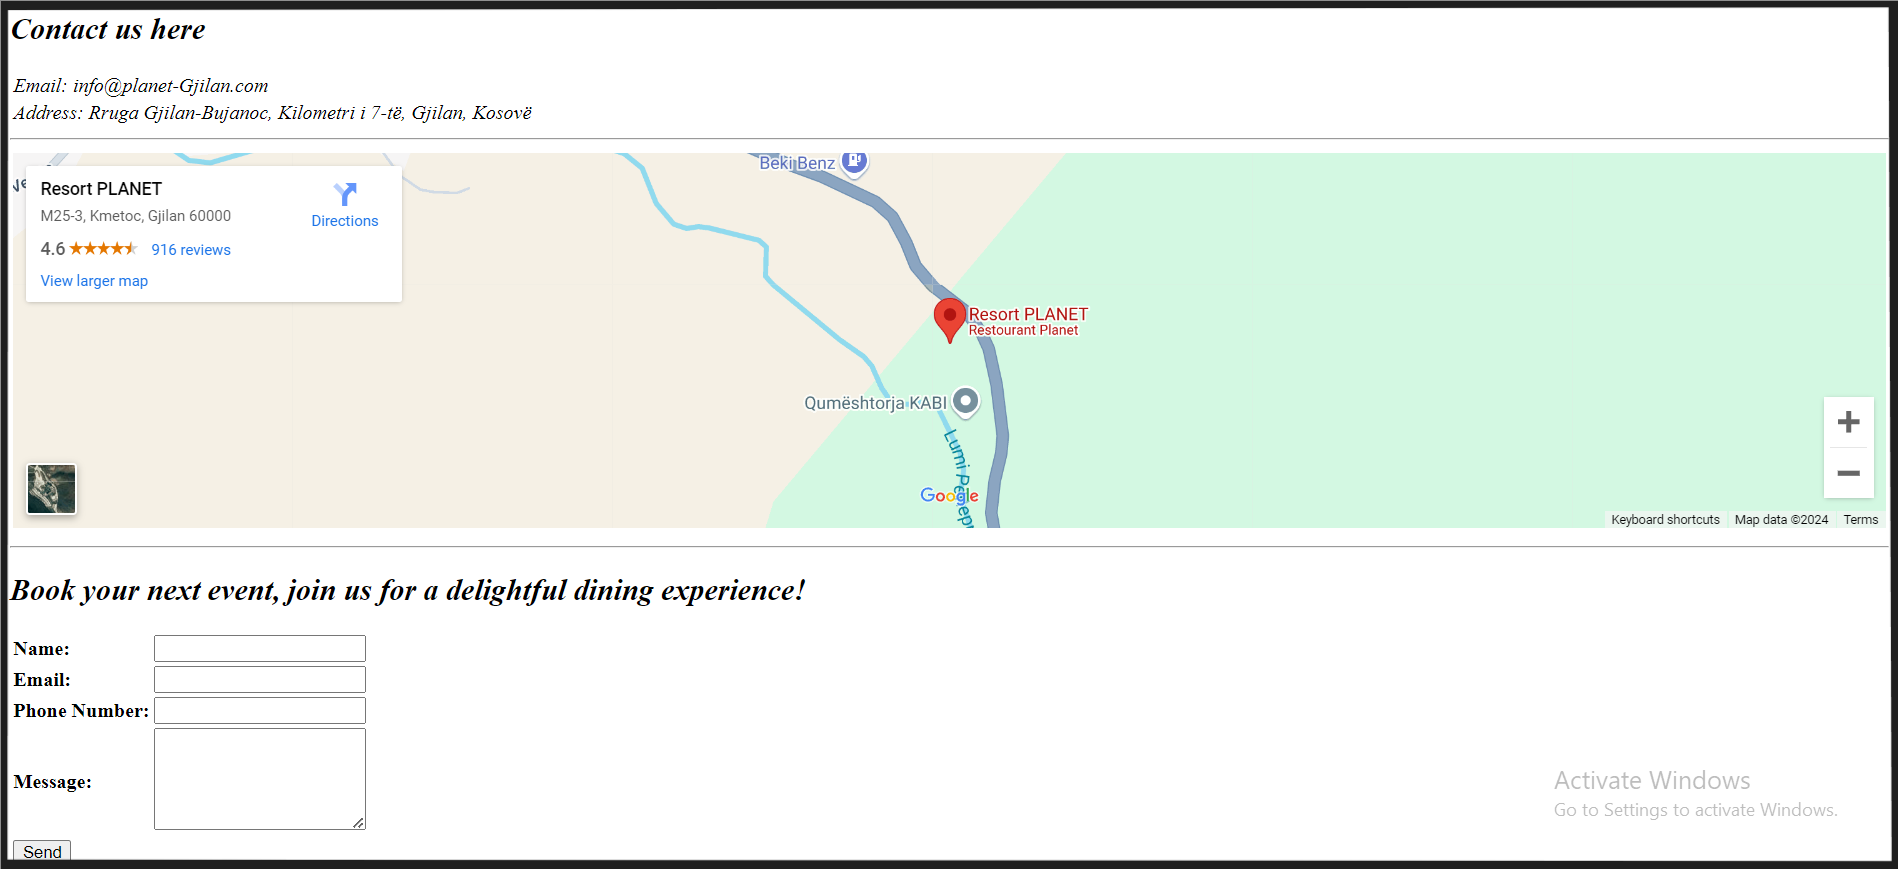 Contact us here
Email: info@planet-Gjilan.com
Address: Rruga Gjilan-Bujanoc, Kilometri i 7-të, Gjilan, Kosovë
Resort PLANET
M25-3, Kmetoc, Gjilan 60000
Directions
4.6
916 reviews
View larger map
Beki Benz
Resort PLANET
Restourant Planet
Qumështorja KABI
Lumi
Google
Keyboard shortcuts
Map data ©2024
Terms
Book your next event, join us for a delightful dining experience!
Name:
Email:
Phone Number:
Message:
Send
Activate Windows
Go to Settings to activate Windows.